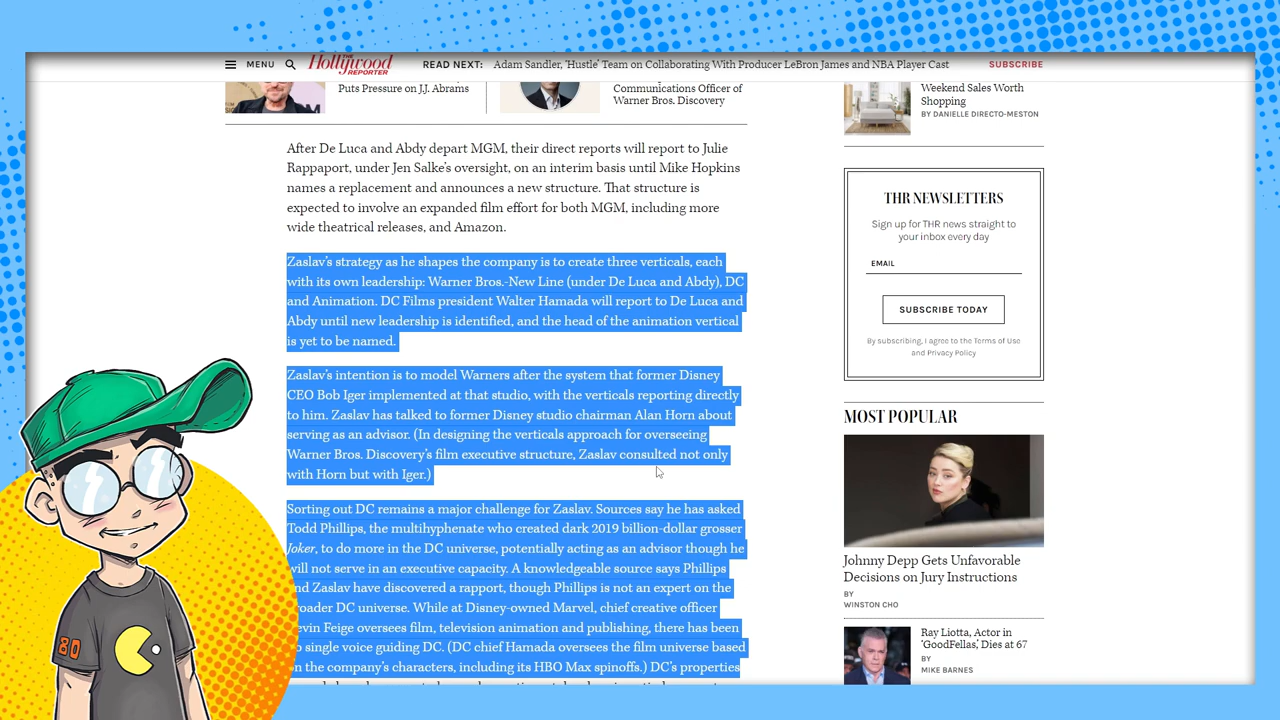 MENU
The Hollywood REPORTER
READ NEXT: Adam Sandler, 'Hustle' Team on Collaborating With Producer LeBron James and NBA Player Cast
SUBSCRIBE
Puts Pressure on J.J. Abrams
Communications Officer of
Warner Bros. Discovery
After De Luca and Abdy depart MGM, their direct reports will report to Julie
Rappaport, under Jen Salke's oversight, on an interim basis until Mike Hopkins
names a replacement and announces a new structure. That structure is
expected to involve an expanded film effort for both MGM, including more
wide theatrical releases, and Amazon.
Zaslav's strategy as he shapes the company is to create three verticals, each
with its own leadership: Warner Bros.-New Line (under De Luca and Abdy), DC
and Animation. DC Films president Walter Hamada will report to De Luca and
Abdy until new leadership is identified, and the head of the animation vertical
is yet to be named.
Zaslav's intention is to model Warners after the system that former Disney
CEO Bob Iger implemented at that studio, with the verticals reporting directly
to him. Zaslav has talked to former Disney studio chairman Alan Horn about
serving as an advisor. (In designing the verticals approach for overseeing
Warner Bros. Discovery's film executive structure, Zaslav consulted not only
with Horn but with Iger.)
Sorting out DC remains a major challenge for Zaslav. Sources say he has asked
Todd Phillips, the multihyphenate who created dark 2019 billion-dollar grosser
Joker, to do more in the DC universe, potentially acting as an advisor though he
will not serve in an executive capacity. A knowledgeable source says Phillips
and Zaslav have discovered a rapport, though Phillips is not an expert on the
broader DC universe. While at Disney-owned Marvel, chief creative officer
Kevin Feige oversees film, television animation and publishing, there has been
no single voice guiding DC. (DC chief Hamada oversees the film universe based
on the company's characters, including its HBO Max spinoffs.) DC's properties
Weekend Sales Worth
Shopping
BY DANIELLE DIRECTO-MESTON
THR NEWSLETTERS
Sign up for THR news straight to
your inbox every day
EMAIL
SUBSCRIBE TODAY
By subscribing, I agree to the Terms of Use
and Privacy Policy
MOST POPULAR
Johnny Depp Gets Unfavorable
Decisions on Jury Instructions
BY
WINSTON CHO
Ray Liotta, Actor in
'GoodFellas,' Dies at 67
BY
MIKE BARNES
80